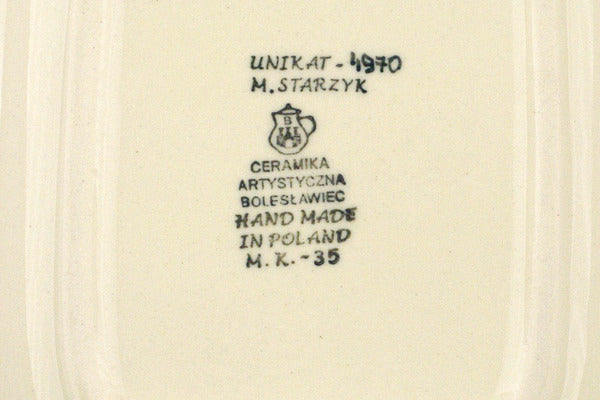 UNIKAT - 4970
M. STARZYK
B
CERAMIKA
ARTYSTYCZNA
BOLESŁAWIEC
HAND MADE
IN POLAND
M. K. - 35